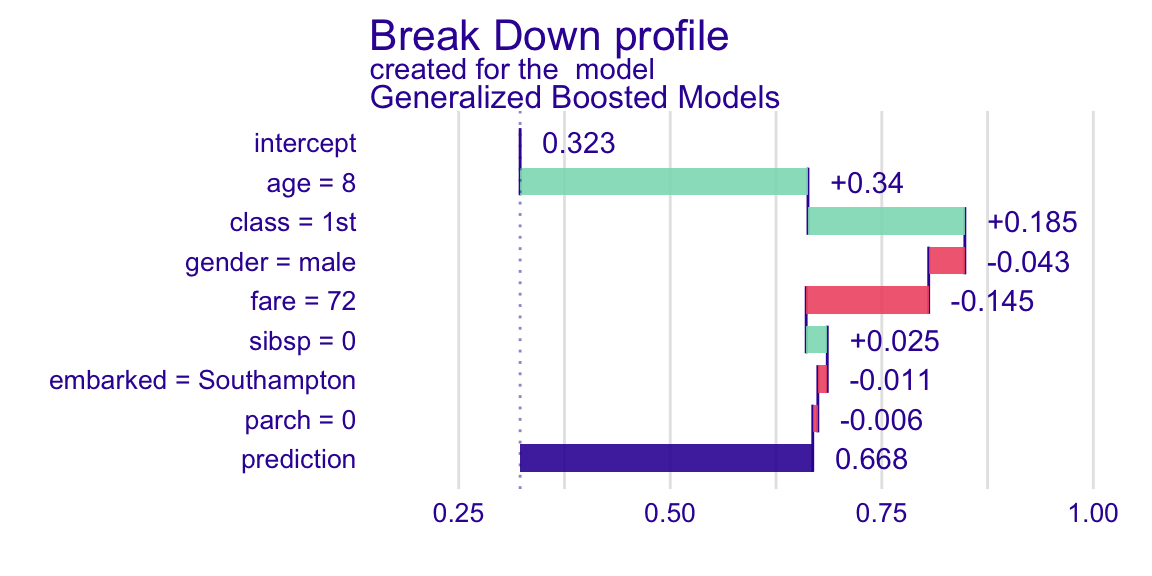 Break Down profile
created for the  model
Generalized Boosted Models
intercept 0.323
age = 8 +0.34
class = 1st +0.185
gender = male -0.043
fare = 72 -0.145
sibsp = 0 +0.025
embarked = Southampton -0.011
parch = 0 -0.006
prediction 0.668
0.25 0.50 0.75 1.00